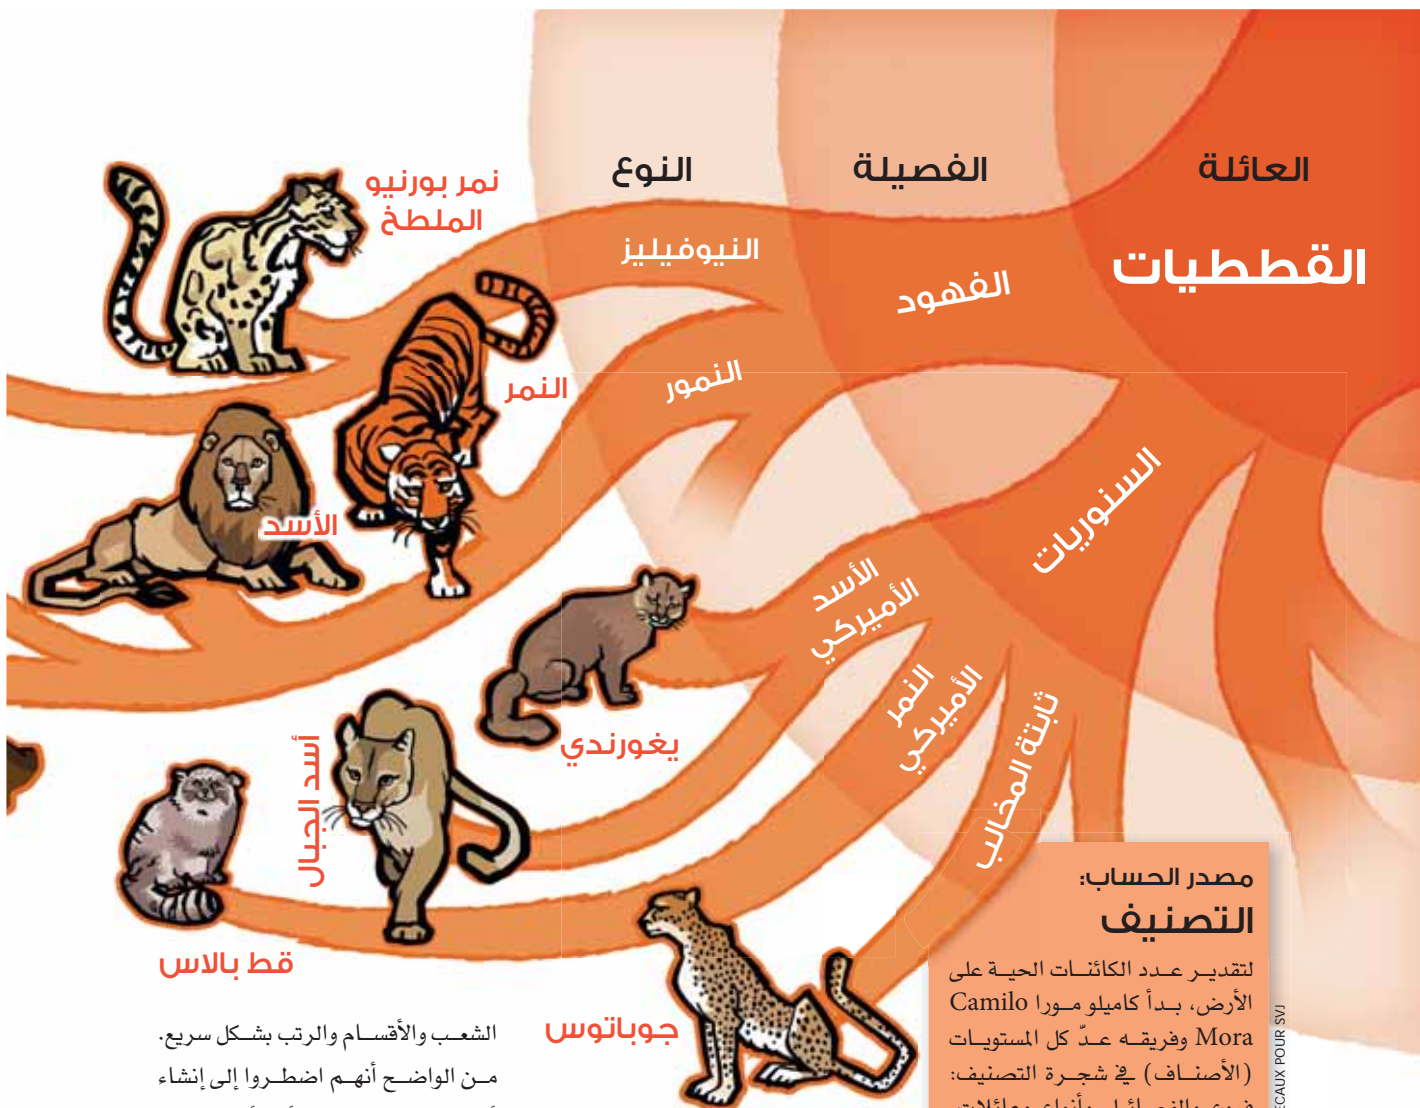 العائلة
الفصيلة
النوع
القططيات
الفهود
النيوفيليز
نمر بورنيو
الملطخ
النمور
النمر
الأسد
السنوريات
الأسد
الأميركي
يغورندي
أسد الجبال
النمر
الأميركي
قط بالاس
ثابتة المخالب
جوباتوس
مصدر الحساب:
التصنيف
لتقديـر عـدد الكائنـات الحيـة على
الأرض، بـدأ كاميلو مـورا Camilo
Mora وفريقـه عـدّ كل المستويـات
(الأصنـاف) في شجـرة التصنيف:
الشعـب والأقسـام والرتب بشـكل سريع.
مـن الواضـح أنهـم اضطـروا إلى إنشاء
ECAUX POUR SVJ